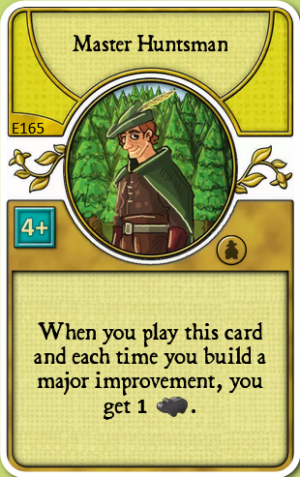 Master Huntsman
E165
4+
When you play this card
and each time you build a
major improvement, you
get 1 .